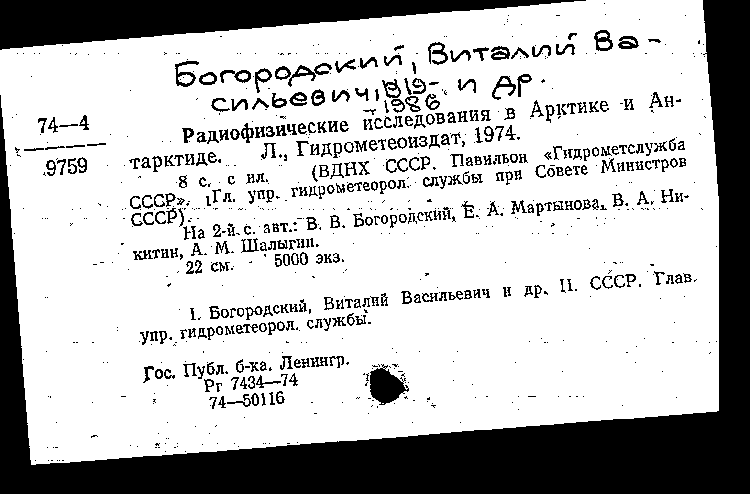 Богородский, Виталий Ва-
сильевич, 1919- и др.
-1986
74—4
9759
Радиофизические исследования в Арктике и Ан-
тарктиде. Л., Гидрометеоиздат, 1974.
8 с. с ил. (ВДНХ СССР. Павильон «Гидрометслужба
СССР». Гл. упр. гидрометеорол. службы при Совете Министров
СССР).
На 2-й с. авт.: В. В. Богородский, Е. А. Мартынова, В. А. Ни-
китин, А. М. Шалыгин.
22 см. 5000 экз.
I. Богородский, Виталий Васильевич и др. II. СССР. Глав.
упр. гидрометеорол. службы.
Гос. Публ. б-ка. Ленингр.
Рг 7434—74
74—50116